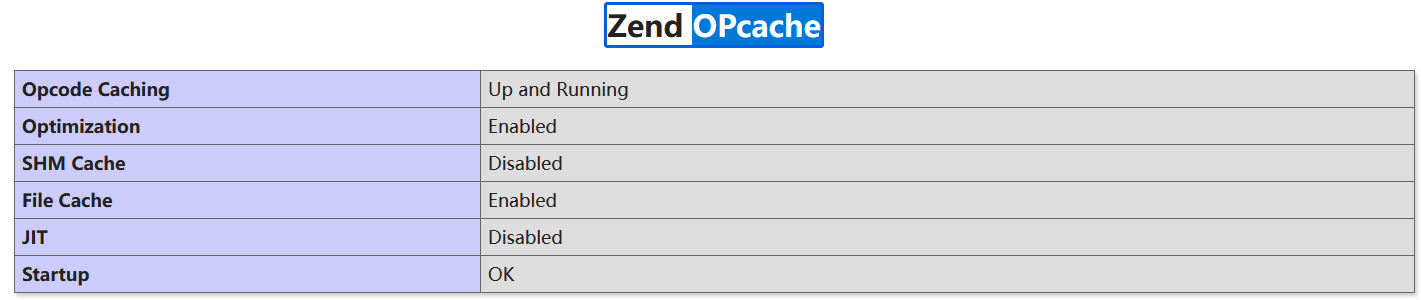 Zend OPcache
Opcode Caching Up and Running
Optimization Enabled
SHM Cache Disabled
File Cache Enabled
JIT Disabled
Startup OK